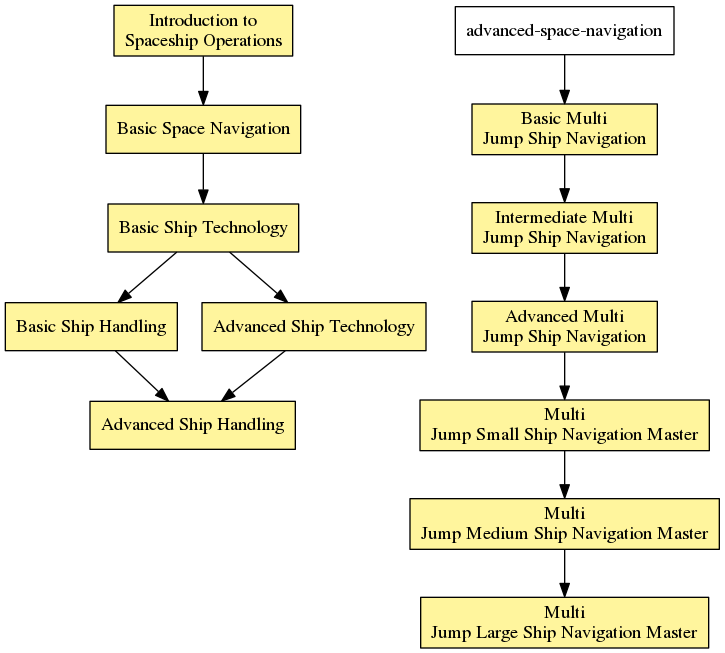 Introduction to
Spaceship Operations
Basic Space Navigation
Basic Ship Technology
Basic Ship Handling
Advanced Ship Technology
Advanced Ship Handling
advanced-space-navigation
Basic Multi
Jump Ship Navigation
Intermediate Multi
Jump Ship Navigation
Advanced Multi
Jump Ship Navigation
Multi
Jump Small Ship Navigation Master
Multi
Jump Medium Ship Navigation Master
Multi
Jump Large Ship Navigation Master